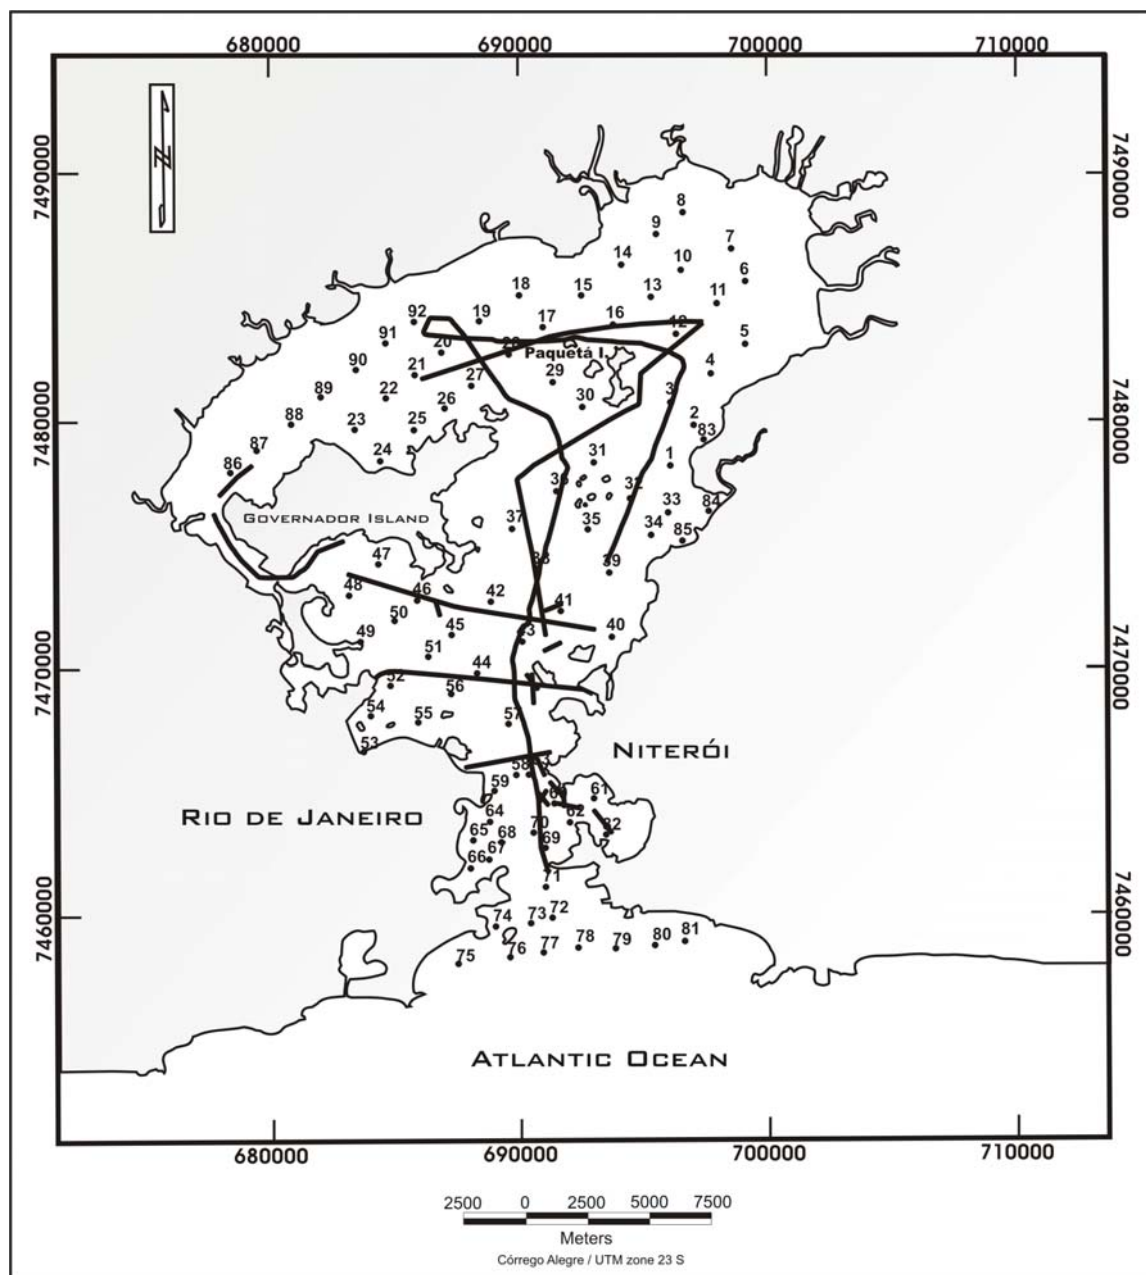 680000 690000 700000 710000
7490000 7490000
8
9
7
14
10
6
18 15 13 11
92 19 17 16
12
91 20 28 5
Paquetá I.
90 21 27 29 4
89 22 26 30 3
88 23 25 2
7480000 7480000
83
87 24 31 1
86
36 32
GOVERNADOR ISLAND
37 35 33 84
34 85
47 38 39
48 46 42 41
50 45 43 40
49 51
7470000 7470000
52 56 44
54 55 57
53
NITERÓI
58
59 61
RIO DE JANEIRO
64 70 62 82
65 68 69
66 67
71
7460000 7460000
74 73 72
75 76 77 78 79 80 81
ATLANTIC OCEAN
680000 690000 700000 710000
2500 0 2500 5000 7500
Meters
Córrego Alegre / UTM zone 23 S